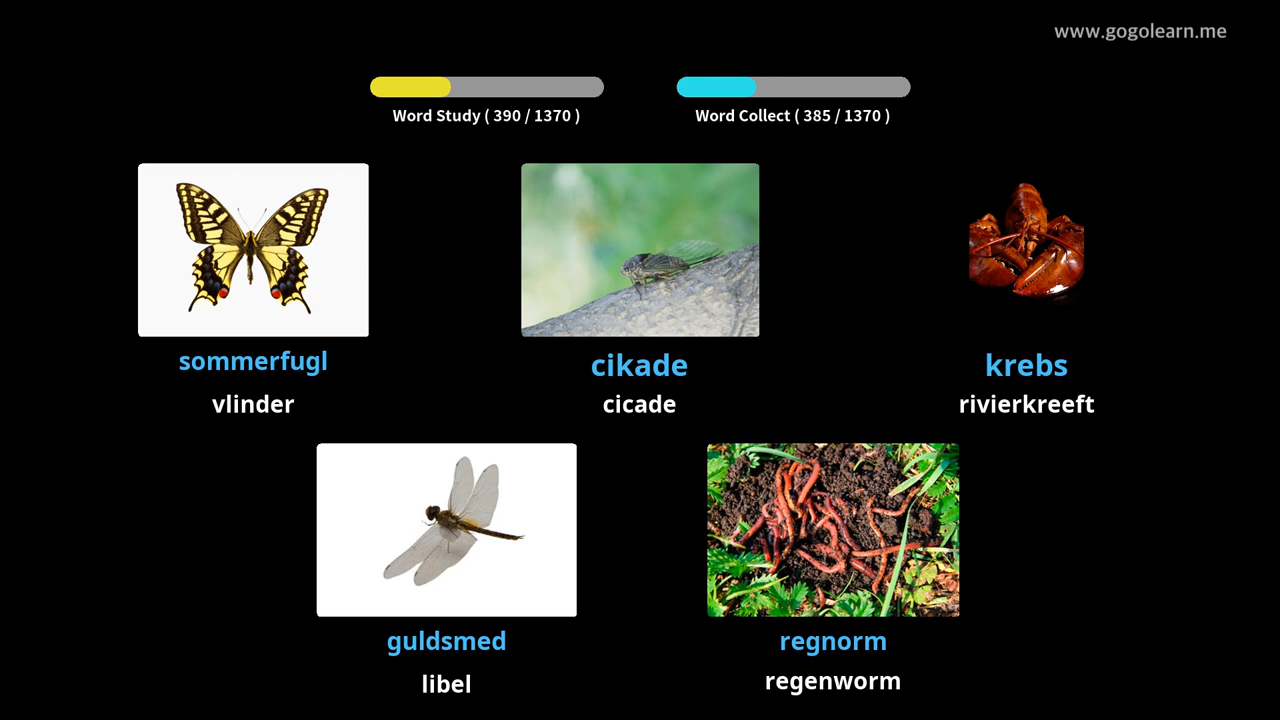 www.gogolearn.me
Word Study ( 390 / 1370 )
Word Collect ( 385 / 1370 )
sommerfugl
vlinder
cikade
cicade
krebs
rivierkreeft
guldsmed
libel
regnorm
regenworm